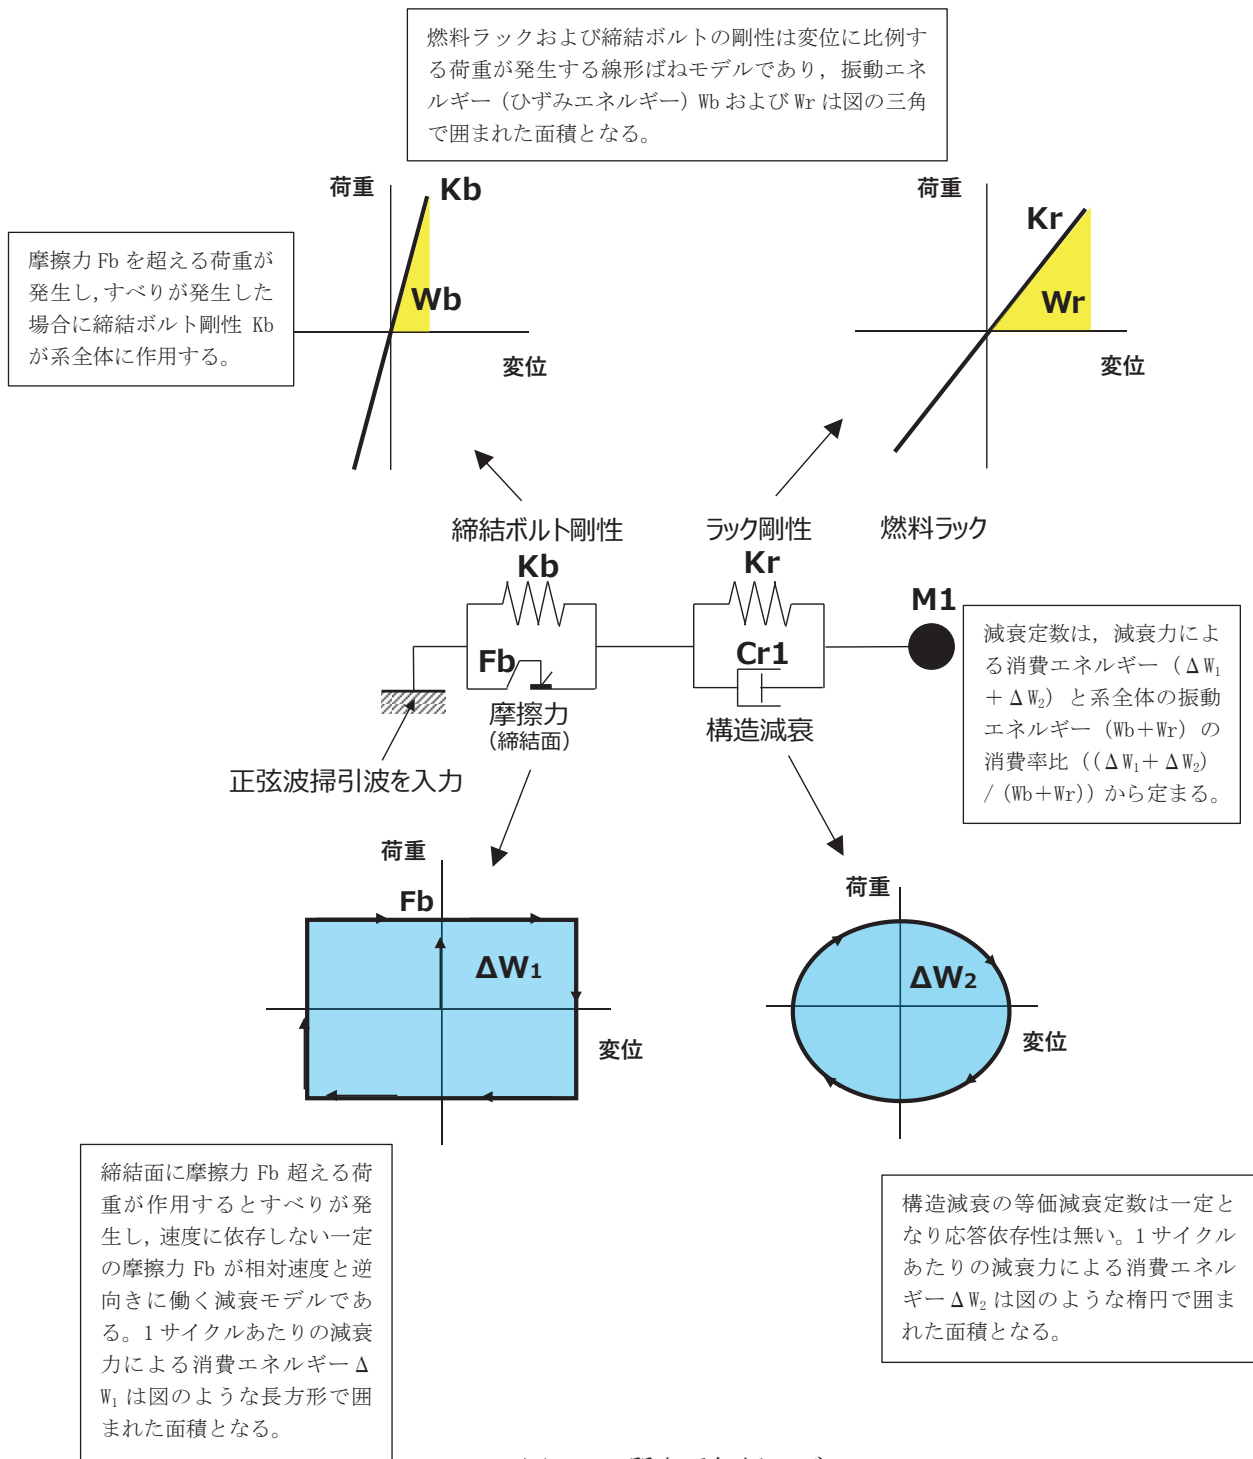 燃料ラックおよび締結ボルトの剛性は変位に比例す
る荷重が発生する線形ばねモデルであり，振動エネ
ルギー（ひずみエネルギー）Wb および Wr は図の三角
で囲まれた面積となる。
荷重
Kb
Wb
変位
摩擦力 Fb を超える荷重が
発生し,すべりが発生した
場合に締結ボルト剛性 Kb
が系全体に作用する。
荷重
Kr
Wr
変位
締結ボルト剛性
Kb
Fb
摩擦力
（締結面）
正弦波掃引波を入力
ラック剛性
Kr
Cr1
構造減衰
燃料ラック
M1
減衰定数は，減衰力によ
る消費エネルギー（ΔW₁
＋ΔW₂）と系全体の振動
エネルギー（Wb＋Wr）の
消費率比（(ΔW₁＋ΔW₂)
/（Wb＋Wr））から定まる。
荷重
Fb
ΔW1
変位
荷重
ΔW2
変位
締結面に摩擦力 Fb 超える荷
重が作用するとすべりが発
生し,速度に依存しない一定
の摩擦力 Fb が相対速度と逆
向きに働く減衰モデルであ
る。1 サイクルあたりの減衰
力による消費エネルギーΔ
W₁ は図のような長方形で囲
まれた面積となる。
構造減衰の等価減衰定数は一定と
なり応答依存性は無い。1 サイクル
あたりの減衰力による消費エネル
ギーΔW₂ は図のような楕円で囲ま
れた面積となる。